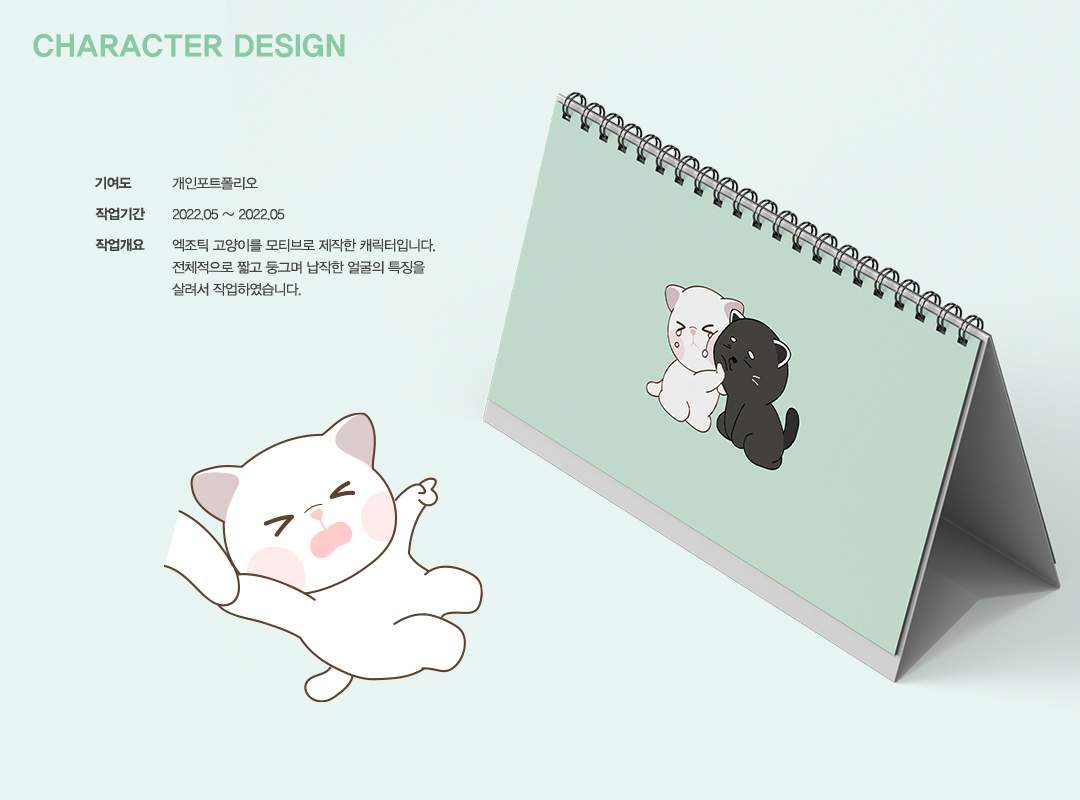 CHARACTER DESIGN
기여도 개인포트폴리오
작업기간 2022.05 ~ 2022.05
작업개요 엑조틱 고양이를 모티브로 제작한 캐릭터입니다.
전체적으로 짧고 둥그며 납작한 얼굴의 특징을
살려서 작업하였습니다.